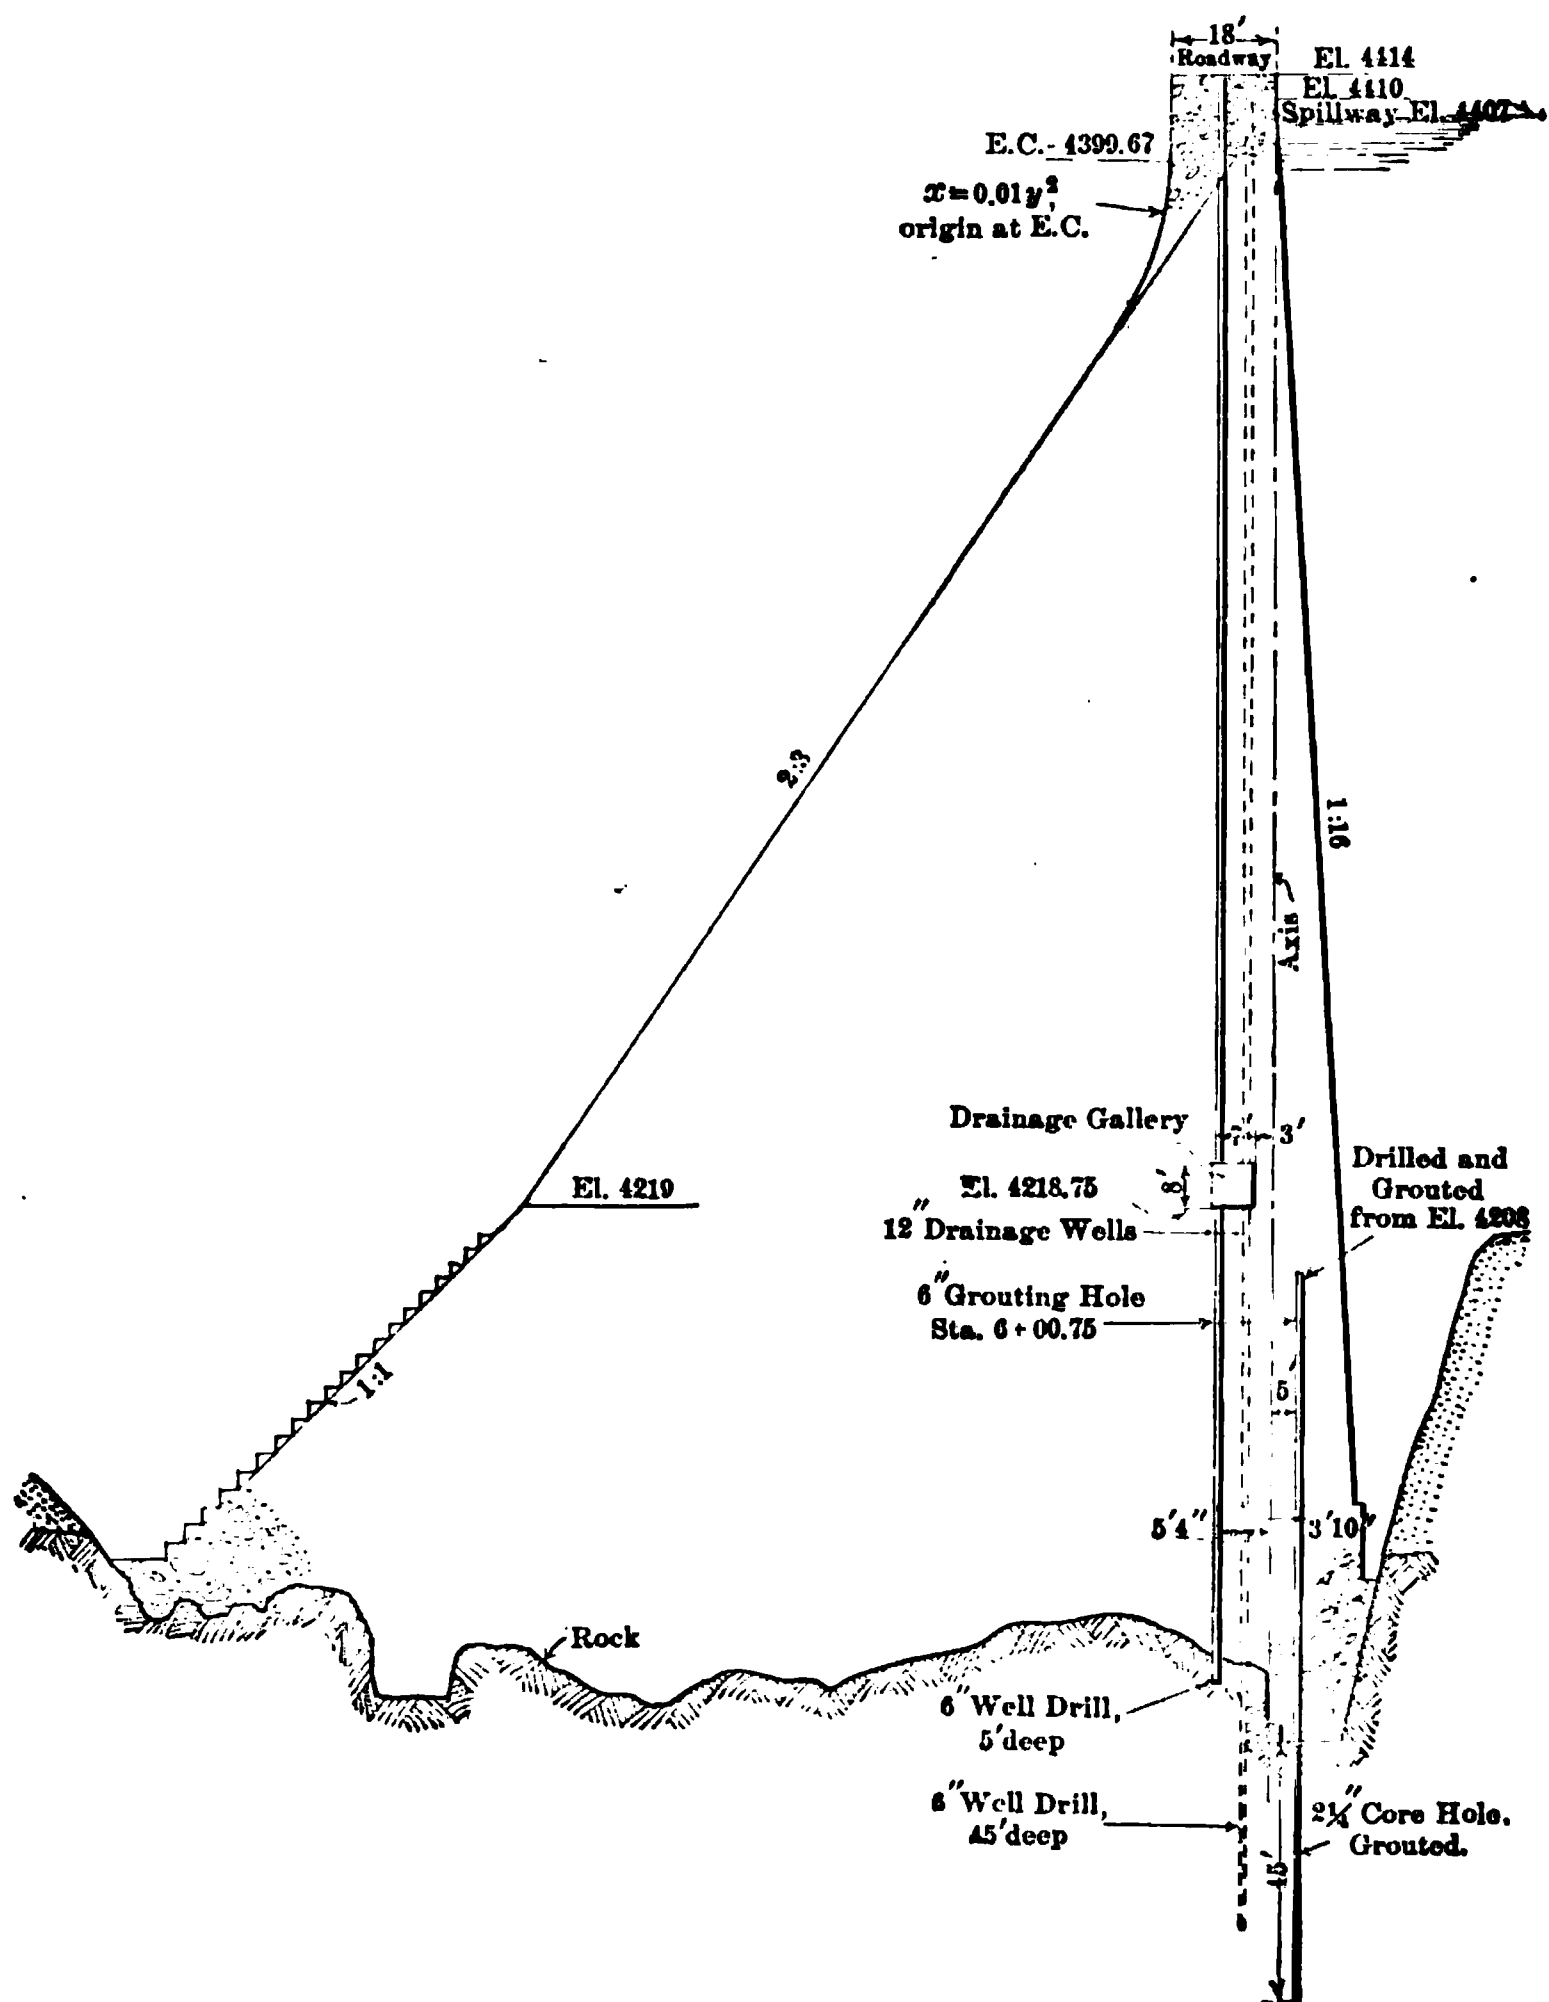 18′
Roadway
El. 4414
El. 4410
Spillway El. 4407
E.C.- 4399.67
x=0.01y²,
origin at E.C.
2:3
1:16
Axis
Drainage Gallery
7′ 3′
8′
El. 4219
El. 4218.75
12″ Drainage Wells
Drilled and
Grouted
from El. 4208
6″ Grouting Hole
Sta. 6+00.75
5
1:1
5′4″
3′10″
Rock
6″ Well Drill,
5′deep
6″ Well Drill,
45′deep
2¼″ Core Hole.
Grouted.
45′